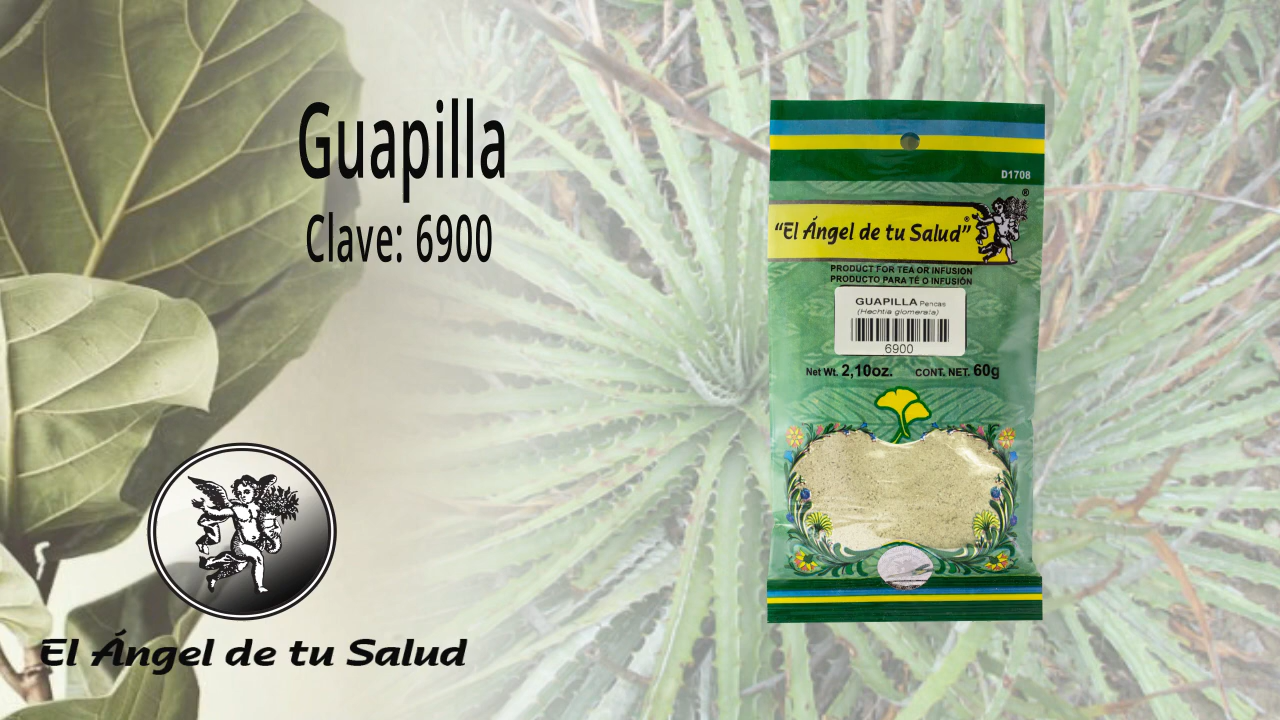 Guapilla
Clave: 6900
El Ángel de tu Salud
D1708
®
“El Ángel de tu Salud”®
PRODUCT FOR TEA OR INFUSION
PRODUCTO PARA TÉ O INFUSIÓN
GUAPILLA Pencas
(Hechtia glomerata)
6900
Net Wt. 2,10oz. CONT. NET. 60g